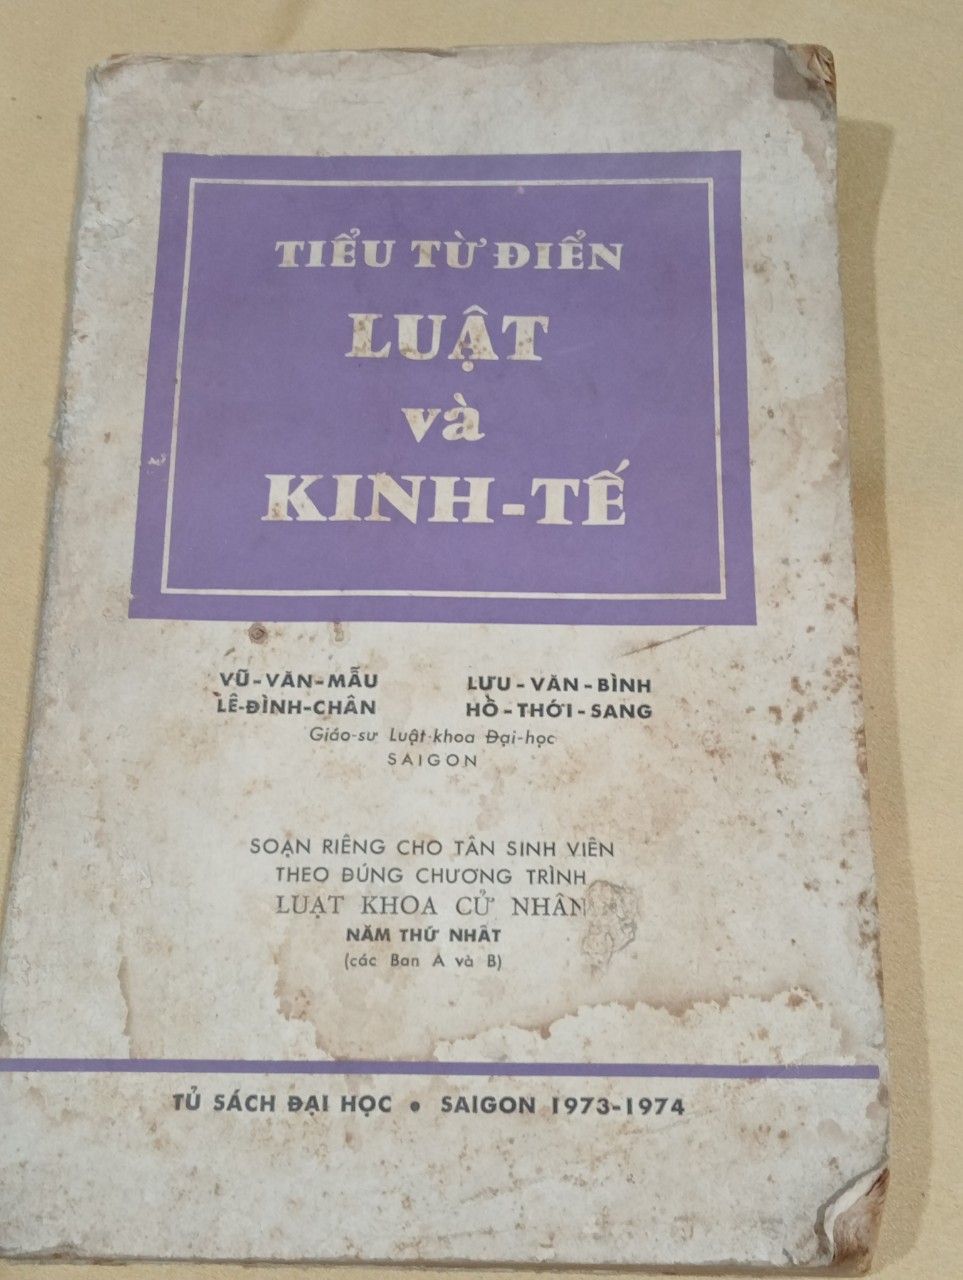 TIỂU TỪ ĐIỂN
LUẬT
và
KINH-TẾ
VŨ-VĂN-MẪU
LƯU-VĂN-BÌNH
LÊ-ĐÌNH-CHÂN
HỒ-THỚI-SANG
Giáo-sư Luật-khoa Đại-học
SAIGON
SOẠN RIÊNG CHO TÂN SINH VIÊN
THEO ĐÚNG CHƯƠNG TRÌNH
LUẬT KHOA CỬ NHÂN
NĂM THỨ NHẤT
(các Ban A và B)
TỦ SÁCH ĐẠI HỌC • SAIGON 1973-1974